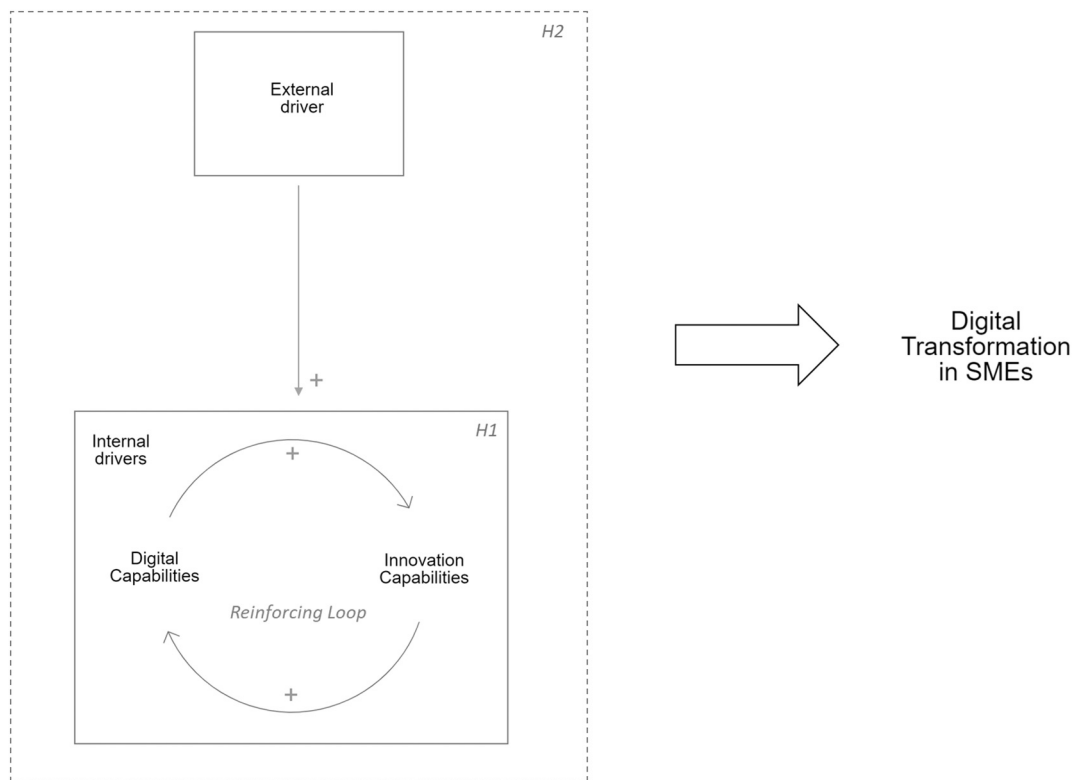 H2
External
driver
+
H1
Internal
drivers
+
Digital
Capabilities
Innovation
Capabilities
Reinforcing Loop
+
Digital
Transformation
in SMEs